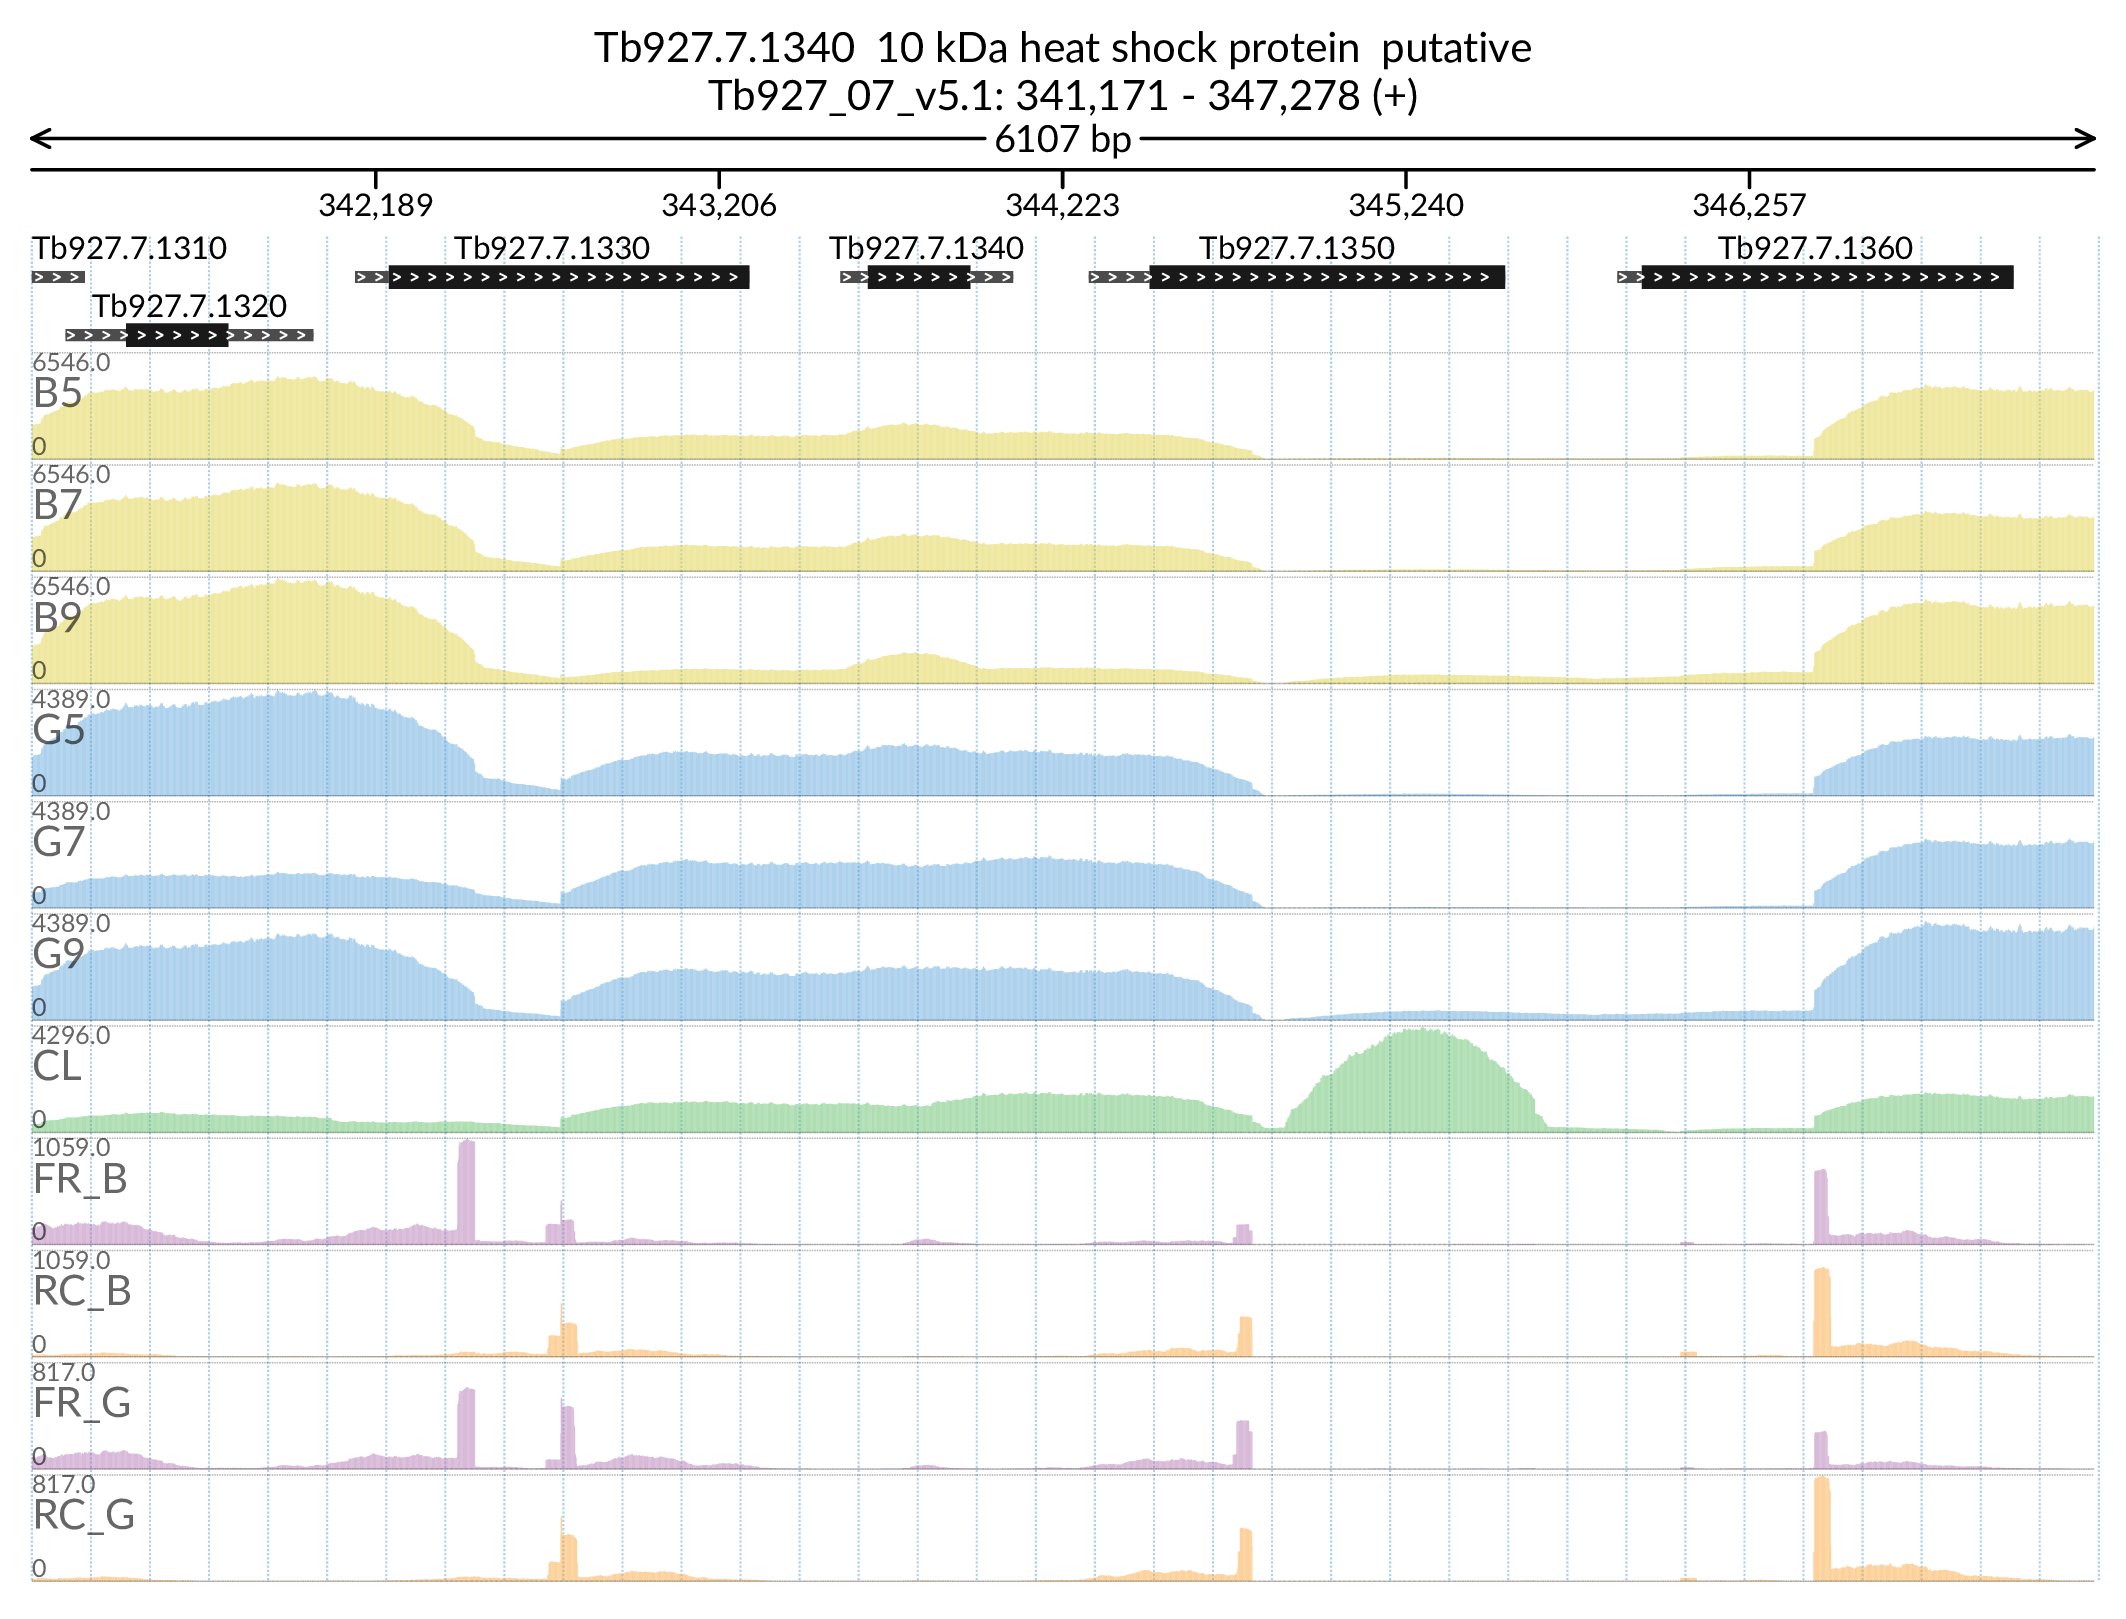 Tb927.7.1340  10 kDa heat shock protein  putative
Tb927_07_v5.1: 341,171 - 347,278 (+)
6107 bp
342,189 343,206 344,223 345,240 346,257
Tb927.7.1310 Tb927.7.1330 Tb927.7.1340 Tb927.7.1350 Tb927.7.1360
Tb927.7.1320
6546.0
B5
0
6546.0
B7
0
6546.0
B9
0
4389.0
G5
0
4389.0
G7
0
4389.0
G9
0
4296.0
CL
0
1059.0
FR_B
0
1059.0
RC_B
0
817.0
FR_G
0
817.0
RC_G
0